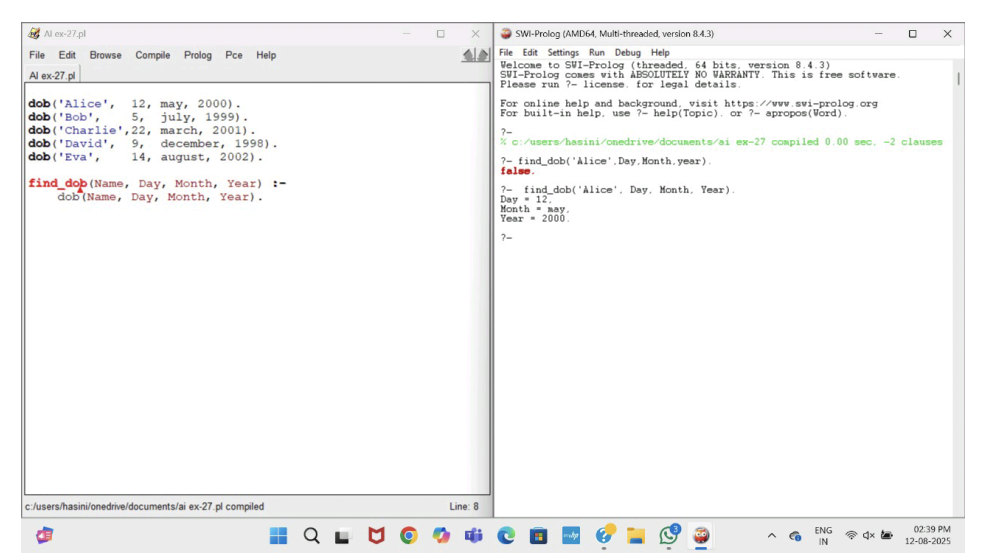 AI ex-27.pl
File Edit Browse Compile Prolog Pce Help
AI ex-27.pl
dob('Alice', 12, may, 2000).
dob('Bob', 5, july, 1999).
dob('Charlie',22, march, 2001).
dob('David', 9, december, 1998).
dob('Eva', 14, august, 2002).
find_dob(Name, Day, Month, Year) :-
dob(Name, Day, Month, Year).
c:/users/hasini/onedrive/documents/ai ex-27.pl compiled
Line: 8
SWI-Prolog (AMD64, Multi-threaded, version 8.4.3)
File Edit Settings Run Debug Help
Welcome to SWI-Prolog (threaded, 64 bits, version 8.4.3)
SWI-Prolog comes with ABSOLUTELY NO WARRANTY. This is free software.
Please run ?- license. for legal details.
For online help and background, visit https://www.swi-prolog.org
For built-in help, use ?- help(Topic). or ?- apropos(Word).
?-
% c:/users/hasini/onedrive/documents/ai ex-27 compiled 0.00 sec, -2 clauses
?- find_dob('Alice',Day,Month,year).
false.
?- find_dob('Alice', Day, Month, Year).
Day = 12,
Month = may,
Year = 2000.
?-
3
ENG
IN
02:39 PM
12-08-2025